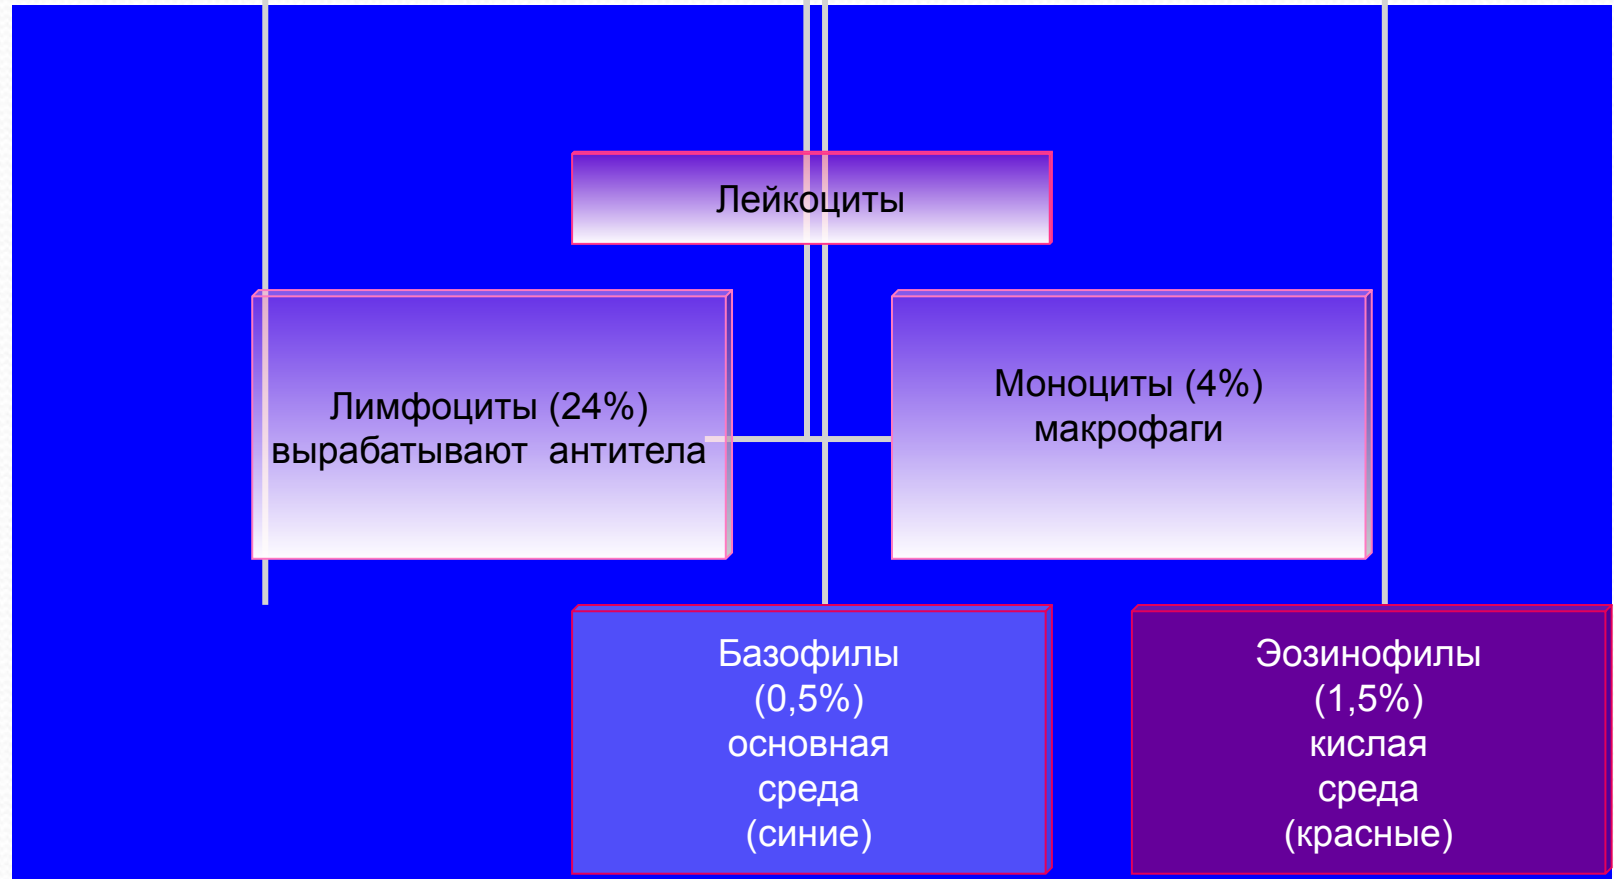 Лейкоциты
Лимфоциты (24%)
вырабатывают антитела
Моноциты (4%)
макрофаги
Базофилы
(0,5%)
основная
среда
(синие)
Эозинофилы
(1,5%)
кислая
среда
(красные)